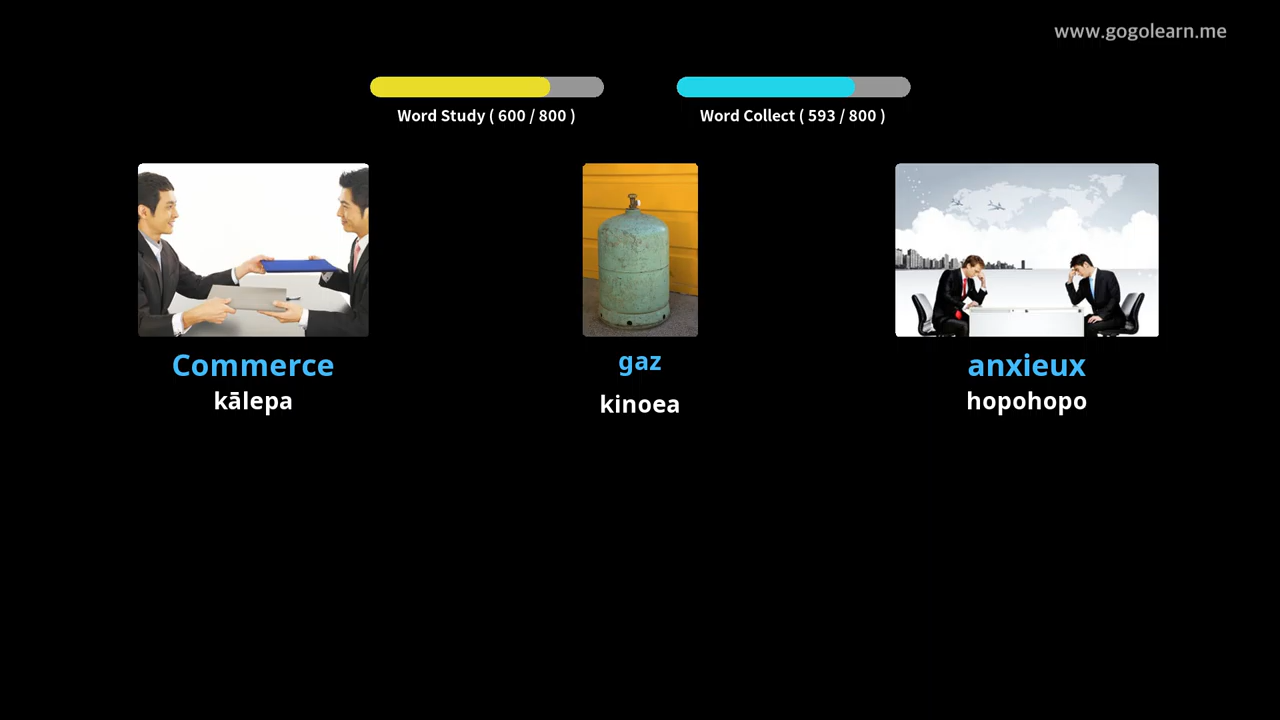 www.gogolearn.me
Word Study ( 600 / 800 )
Word Collect ( 593 / 800 )
Commerce
kālepa
gaz
kinoea
anxieux
hopohopo